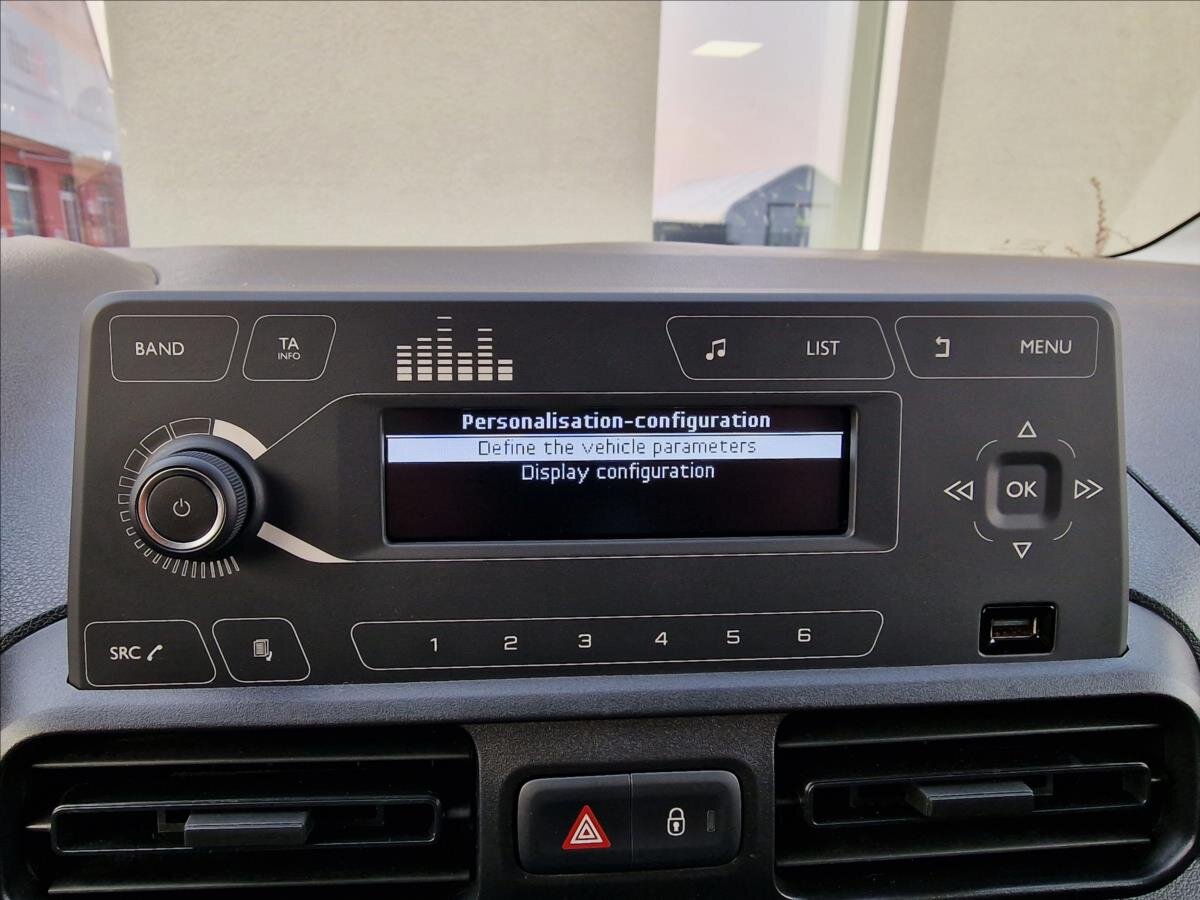 BAND
TA
INFO
LIST
MENU
Personalisation-configuration
Define the vehicle parameters
Display configuration
OK
SRC
1 2 3 4 5 6